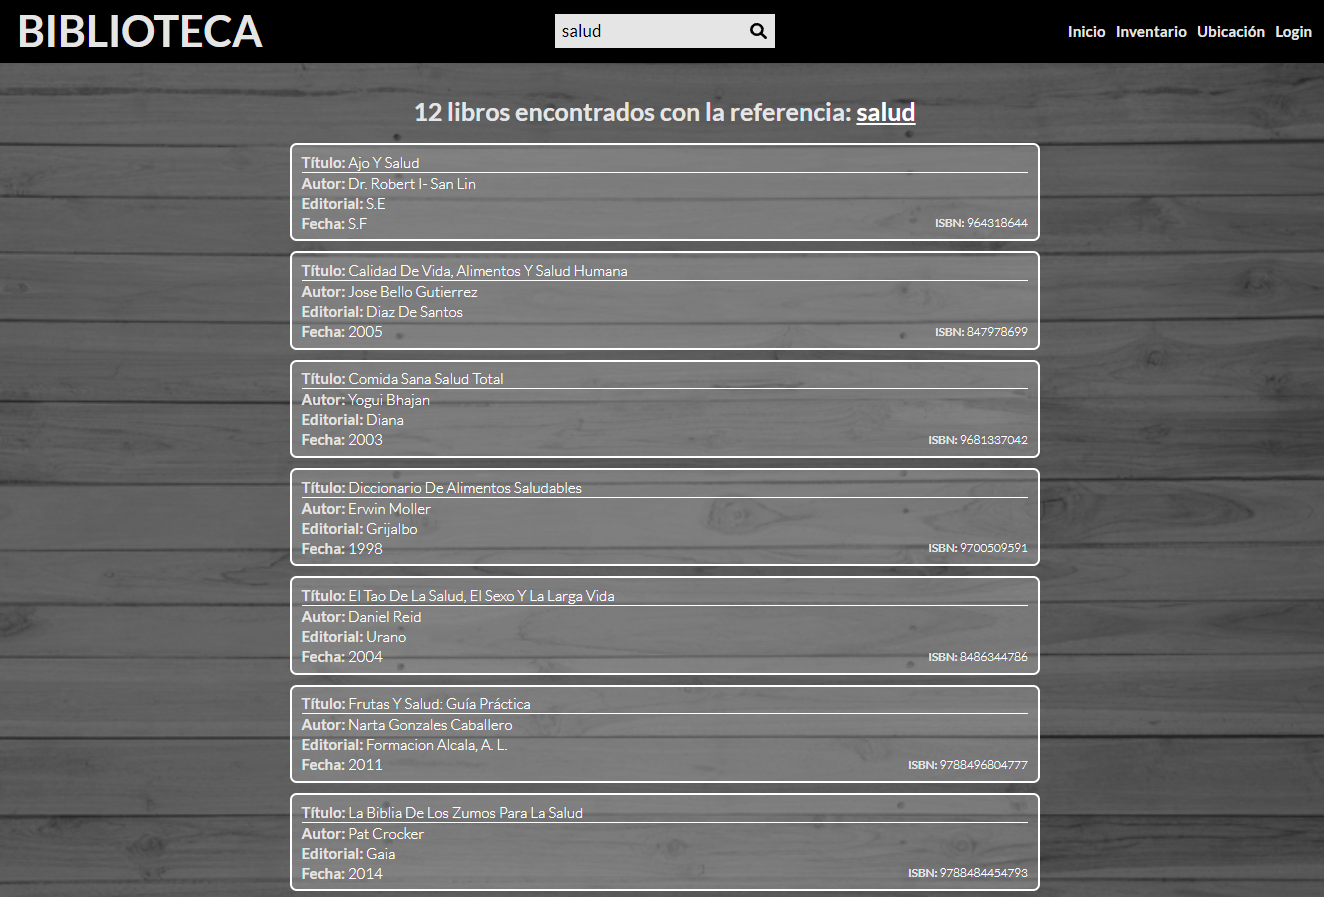 BIBLIOTECA
salud
Inicio Inventario Ubicación Login
12 libros encontrados con la referencia: salud
Título: Ajo Y Salud
Autor: Dr. Robert I- San Lin
Editorial: S.E
Fecha: S.F
ISBN: 964318644
Título: Calidad De Vida, Alimentos Y Salud Humana
Autor: Jose Bello Gutierrez
Editorial: Diaz De Santos
Fecha: 2005
ISBN: 847978699
Título: Comida Sana Salud Total
Autor: Yogui Bhajan
Editorial: Diana
Fecha: 2003
ISBN: 9681337042
Título: Diccionario De Alimentos Saludables
Autor: Erwin Moller
Editorial: Grijalbo
Fecha: 1998
ISBN: 9700509591
Título: El Tao De La Salud, El Sexo Y La Larga Vida
Autor: Daniel Reid
Editorial: Urano
Fecha: 2004
ISBN: 8486344786
Título: Frutas Y Salud: Guía Práctica
Autor: Narta Gonzales Caballero
Editorial: Formacion Alcala, A. L.
Fecha: 2011
ISBN: 9788496804777
Título: La Biblia De Los Zumos Para La Salud
Autor: Pat Crocker
Editorial: Gaia
Fecha: 2014
ISBN: 9788484454793